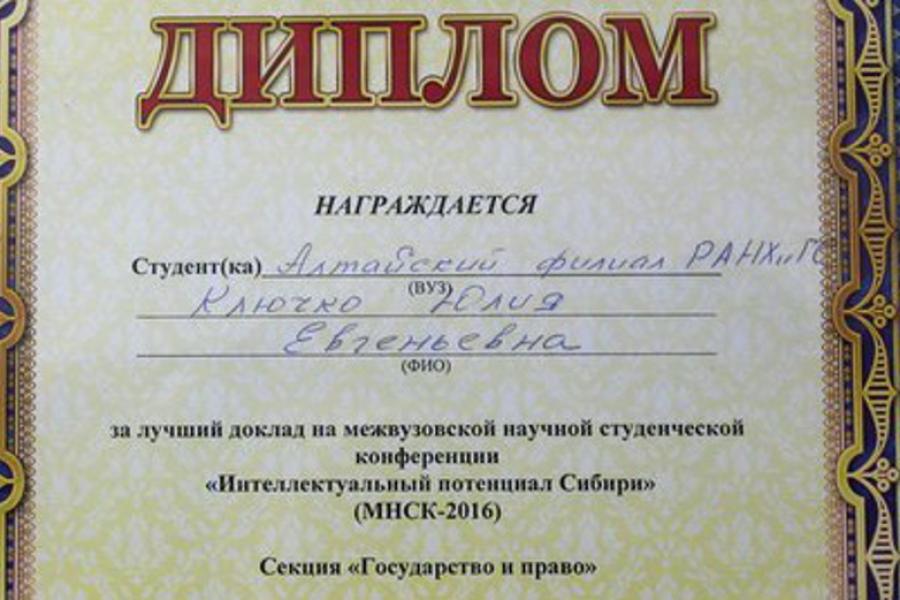 ДИПЛОМ
НАГРАЖДАЕТСЯ
Студент(ка) Алтайский филиал РАНХиГС
(ВУЗ)
Ключко Юлия
Евгеньевна
(ФИО)
за лучший доклад на межвузовской научной студенческой
конференции
«Интеллектуальный потенциал Сибири»
(МНСК-2016)
Секция «Государство и право»